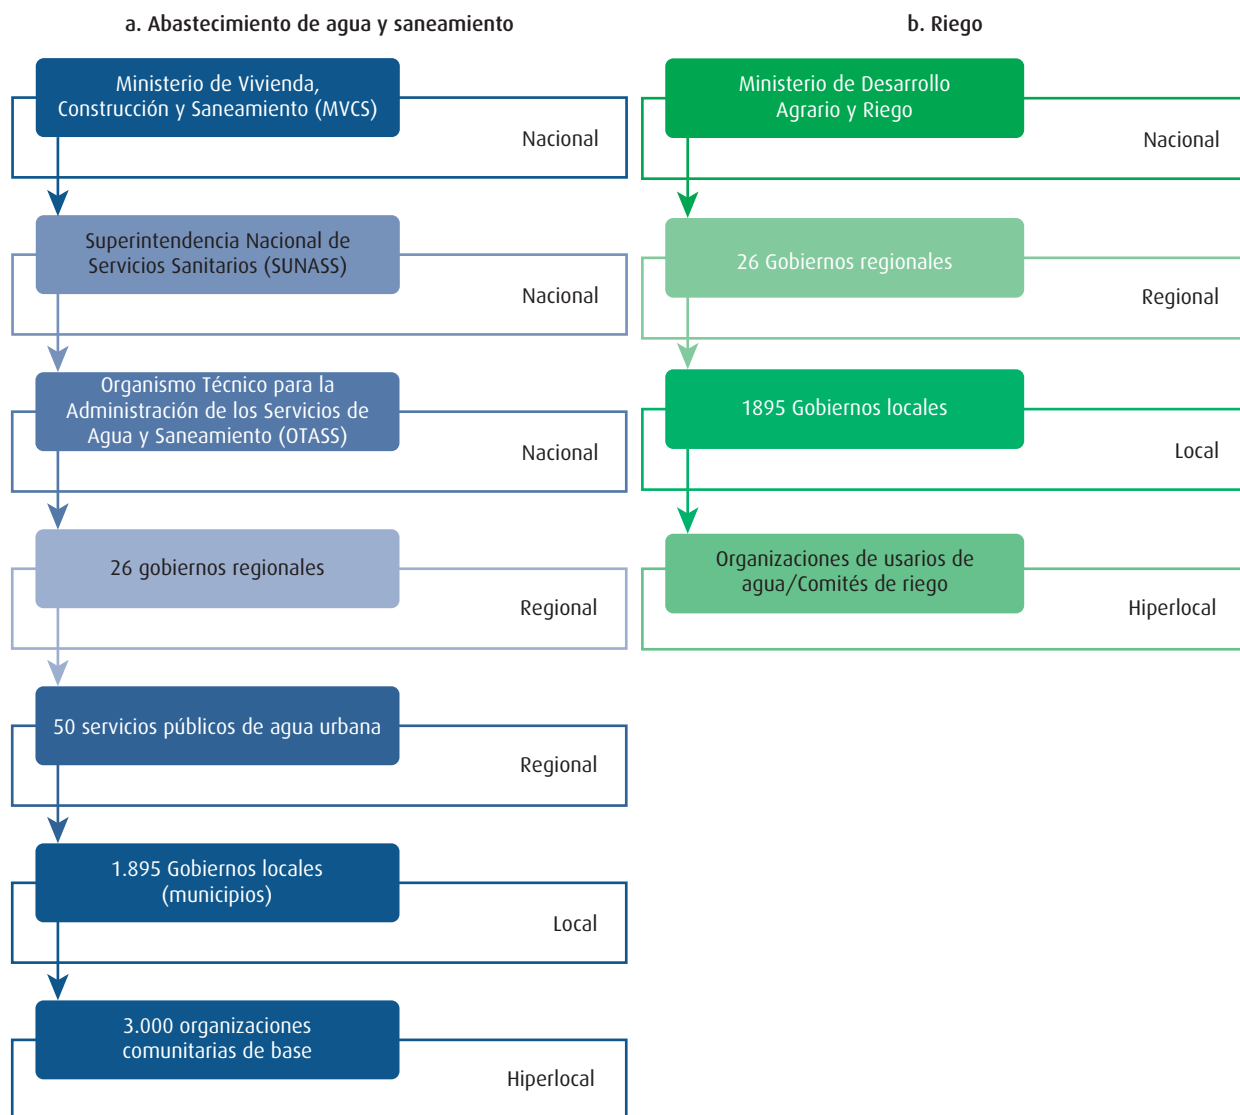 a. Abastecimiento de agua y saneamiento
Ministerio de Vivienda,
Construcción y Saneamiento (MVCS)
Nacional
Superintendencia Nacional de
Servicios Sanitarios (SUNASS)
Nacional
Organismo Técnico para la
Administración de los Servicios de
Agua y Saneamiento (OTASS)
Nacional
26 gobiernos regionales
Regional
50 servicios públicos de agua urbana
Regional
1.895 Gobiernos locales
(municipios)
Local
3.000 organizaciones
comunitarias de base
Hiperlocal
b. Riego
Ministerio de Desarrollo
Agrario y Riego
Nacional
26 Gobiernos regionales
Regional
1895 Gobiernos locales
Local
Organizaciones de usarios de
agua/Comités de riego
Hiperlocal